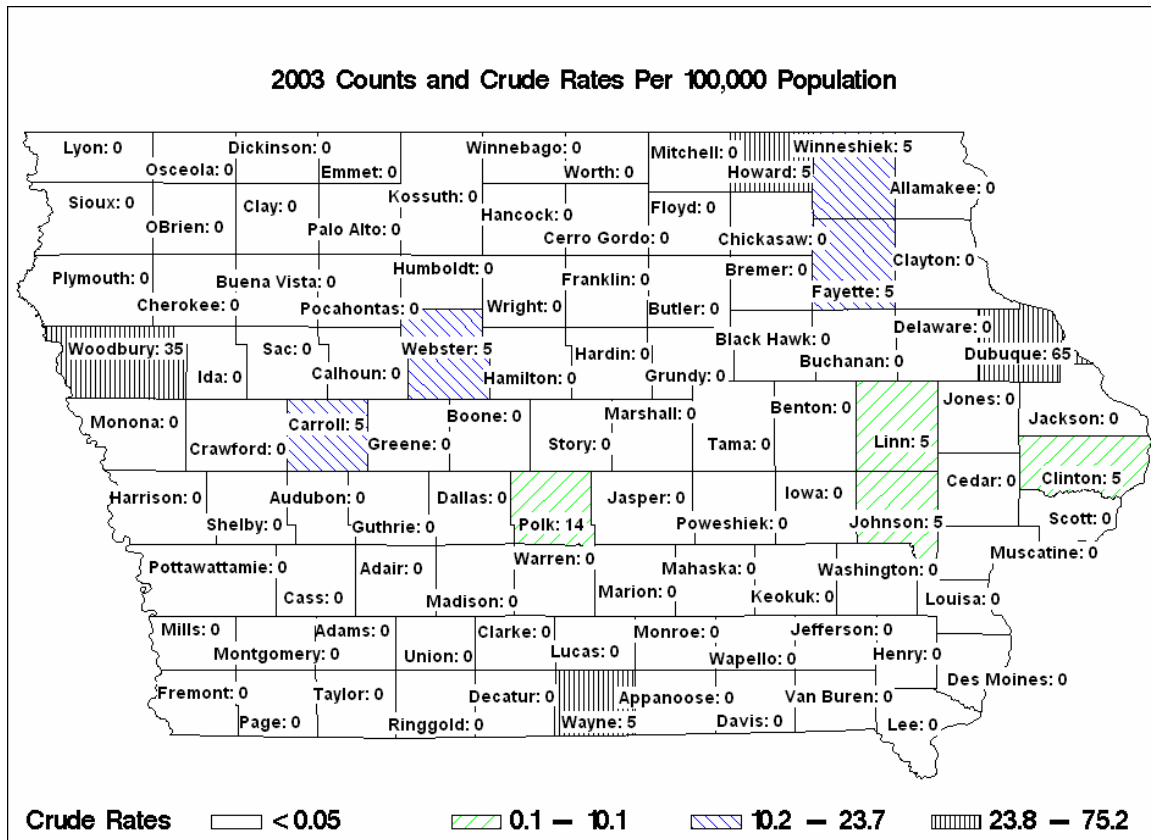 2003 Counts and Crude Rates Per 100,000 Population
Lyon: 0
Dickinson: 0
Winnebago: 0
Mitchell: 0
Winneshiek: 5
Osceola: 0
Emmet: 0
Worth: 0
Howard: 5
Allamakee: 0
Sioux: 0
Clay: 0
Kossuth: 0
Hancock: 0
Floyd: 0
OBrien: 0
Palo Alto: 0
Cerro Gordo: 0
Chickasaw: 0
Clayton: 0
Plymouth: 0
Buena Vista: 0
Humboldt: 0
Franklin: 0
Bremer: 0
Fayette: 5
Cherokee: 0
Pocahontas: 0
Wright: 0
Butler: 0
Woodbury: 35
Sac: 0
Webster: 5
Hardin: 0
Black Hawk: 0
Delaware: 0
Dubuque: 65
Ida: 0
Calhoun: 0
Hamilton: 0
Grundy: 0
Buchanan: 0
Monona: 0
Carroll: 5
Boone: 0
Marshall: 0
Benton: 0
Jones: 0
Jackson: 0
Crawford: 0
Greene: 0
Story: 0
Tama: 0
Linn: 5
Harrison: 0
Audubon: 0
Dallas: 0
Jasper: 0
Iowa: 0
Cedar: 0
Clinton: 5
Shelby: 0
Guthrie: 0
Polk: 14
Poweshiek: 0
Johnson: 5
Scott: 0
Muscatine: 0
Pottawattamie: 0
Adair: 0
Warren: 0
Mahaska: 0
Washington: 0
Cass: 0
Madison: 0
Marion: 0
Keokuk: 0
Louisa: 0
Mills: 0
Adams: 0
Clarke: 0
Monroe: 0
Jefferson: 0
Montgomery: 0
Union: 0
Lucas: 0
Wapello: 0
Henry: 0
Des Moines: 0
Fremont: 0
Taylor: 0
Decatur: 0
Appanoose: 0
Van Buren: 0
Page: 0
Ringgold: 0
Wayne: 5
Davis: 0
Lee: 0
Crude Rates < 0.05 0.1 – 10.1 10.2 – 23.7 23.8 – 75.2